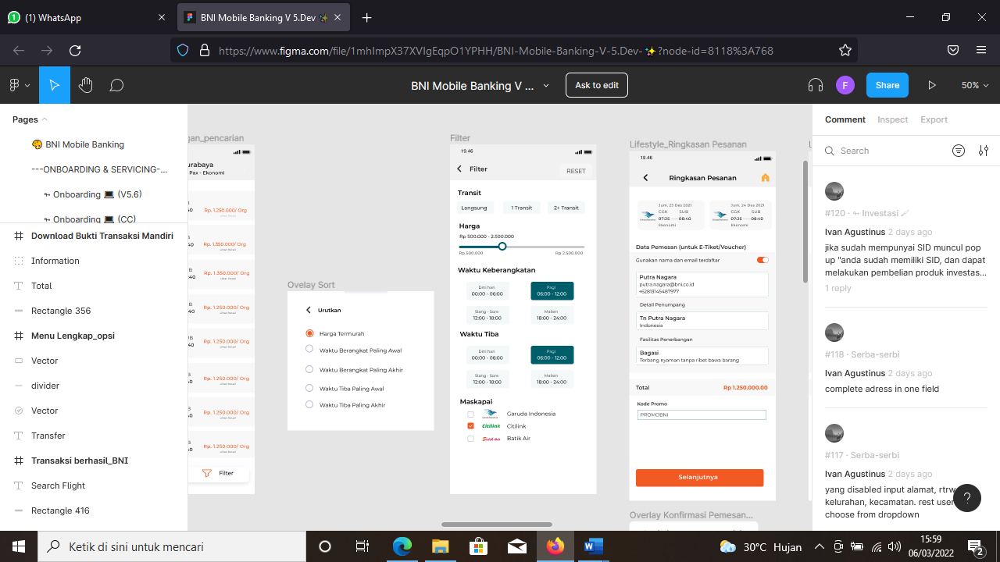 (1) WhatsApp
BNI Mobile Banking V 5.Dev ✨
https://www.figma.com/file/1mhImpX37XVIgEqpO1YPHH/BNI-Mobile-Banking-V-5.Dev-✨?node-id=8118%3A768
BNI Mobile Banking V ...
Ask to edit
F
Share
50%
Pages
🎨 BNI Mobile Banking
---ONBOARDING & SERVICING-...
↬ Onboarding 💻 (V5.6)
↬ Onboarding 💻 (CC)
Download Bukti Transaksi Mandiri
Information
Total
Rectangle 356
Menu Lengkap_opsi
Vector
divider
Vector
Transfer
Transaksi berhasil_BNI
Search Flight
Rectangle 416
gan_pencarian
urabaya
Pax - Ekonomi
Rp. 1.250.000/ Org
Rp. 1.350.000/ Org
Rp. 1.350.000/ Org
Rp. 1.250.000/ Org
Rp. 1.250.000/ Org
Rp. 1.250.000/ Org
Rp. 1.250.000/ Org
Rp. 1.250.000/ Org
Filter
Ovelay Sort
Urutkan
Harga Termurah
Waktu Berangkat Paling Awal
Waktu Berangkat Paling Akhir
Waktu Tiba Paling Awal
Waktu Tiba Paling Akhir
Filter
19.46
Filter
RESET
Transit
Langsung
1 Transit
2+ Transit
Harga
Rp 500.000 - 2.500.000
Rp 500.000
Rp 2.500.000
Waktu Keberangkatan
Dini hari
00:00 - 06:00
Pagi
06:00 - 12:00
Siang - Sore
12:00 - 18:00
Malam
18:00 - 24:00
Waktu Tiba
Dini hari
00:00 - 06:00
Pagi
06:00 - 12:00
Siang - Sore
12:00 - 18:00
Malam
18:00 - 24:00
Maskapai
Garuda Indonesia
Citilink
Citilink
Batik air
Batik Air
Lifestyle_Ringkasan Pesanan
19.46
Ringkasan Pesanan
Jum, 23 Des 2021
CGK SUB
07:25 08:40
Ekonomi
Jum, 24 Des 2021
CGK SUB
07:25 08:40
Ekonomi
Data Pemesan (untuk E-Tiket/Voucher)
Gunakan nama dan email terdaftar
Putra Nagara
putra.nagara@bni.co.id
+6281314548​7977
Detail Penumpang
Tn Putra Nagara
Indonesia
Fasilitas Penerbangan
Bagasi
Terbang nyaman tanpa ribet bawa barang
Total
Rp 1.250.000.00
Kode Promo
PROMOBNI
Selanjutnya
Overlay Konfirmasi Pemesan...
Comment
Inspect
Export
Search
#120 · ↬ Investasi
Ivan Agustinus 2 days ago
jika sudah mempunyai SID muncul pop
up "anda sudah memiliki SID, dan dapat
melakukan pembelian produk investas...
1 reply
#118 · Serba-serbi
Ivan Agustinus 2 days ago
complete adress in one field
#117 · Serba-serbi
Ivan Agustinus 2 days ago
yang disabled input alamat, rtrw
kelurahan, kecamatan. rest user
choose from dropdown
?
Ketik di sini untuk mencari
30°C Hujan
15:59
06/03/2022
2